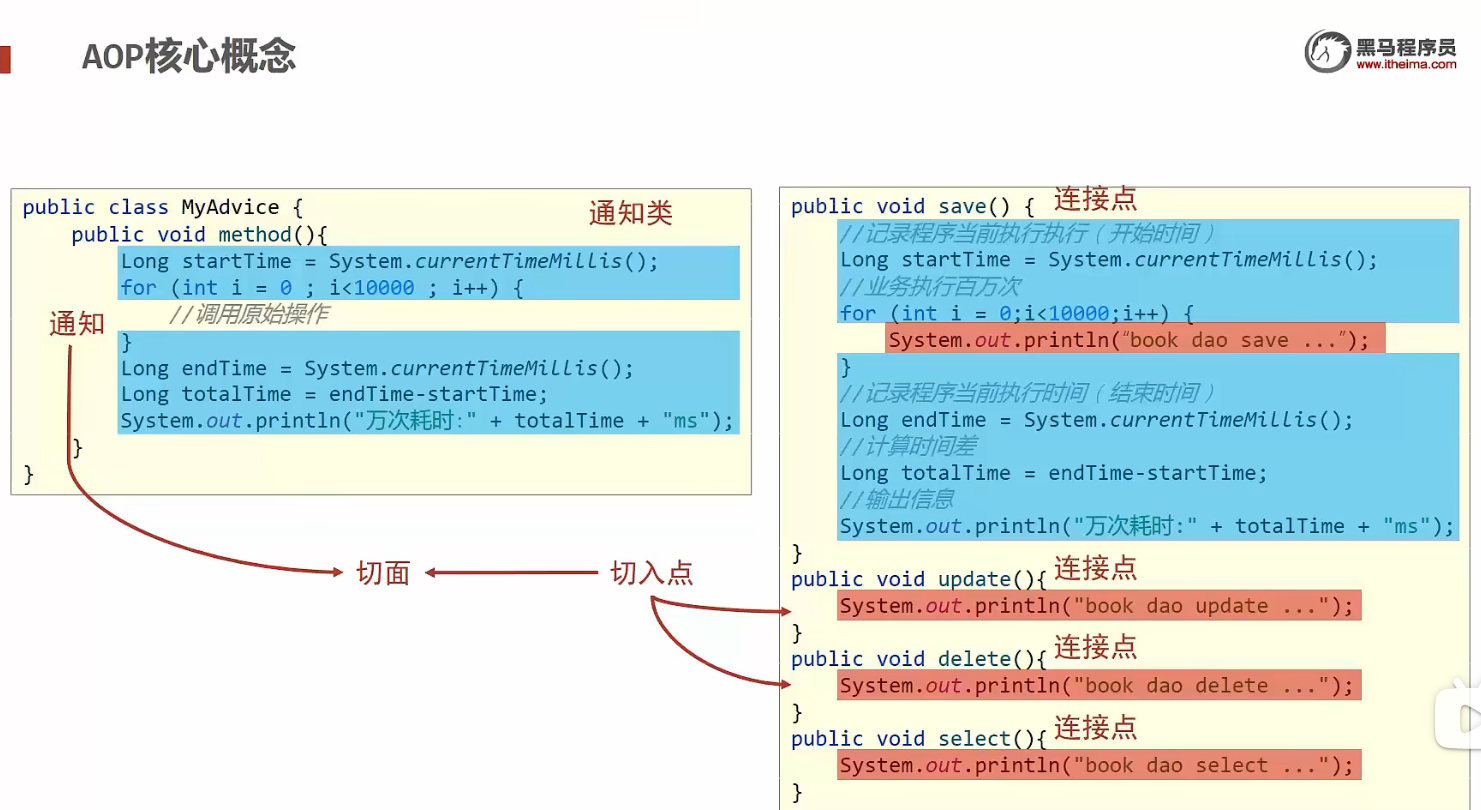 AOP核心概念
黑马程序员
www.itheima.com
public class MyAdvice {
通知类
public void method(){
Long startTime = System.currentTimeMillis();
for (int i = 0 ; i<10000 ; i++) {
//调用原始操作
通知
}
Long endTime = System.currentTimeMillis();
Long totalTime = endTime-startTime;
System.out.println("万次耗时:" + totalTime + "ms");
}
}
切面
切入点
public void save() {
连接点
//记录程序当前执行执行（开始时间）
Long startTime = System.currentTimeMillis();
//业务执行百万次
for (int i = 0;i<10000;i++) {
System.out.println(“book dao save ...”);
}
//记录程序当前执行时间（结束时间）
Long endTime = System.currentTimeMillis();
//计算时间差
Long totalTime = endTime-startTime;
//输出信息
System.out.println("万次耗时:" + totalTime + "ms");
}
public void update(){
连接点
System.out.println("book dao update ...");
}
public void delete(){
连接点
System.out.println("book dao delete ...");
}
public void select(){
连接点
System.out.println("book dao select ...");
}